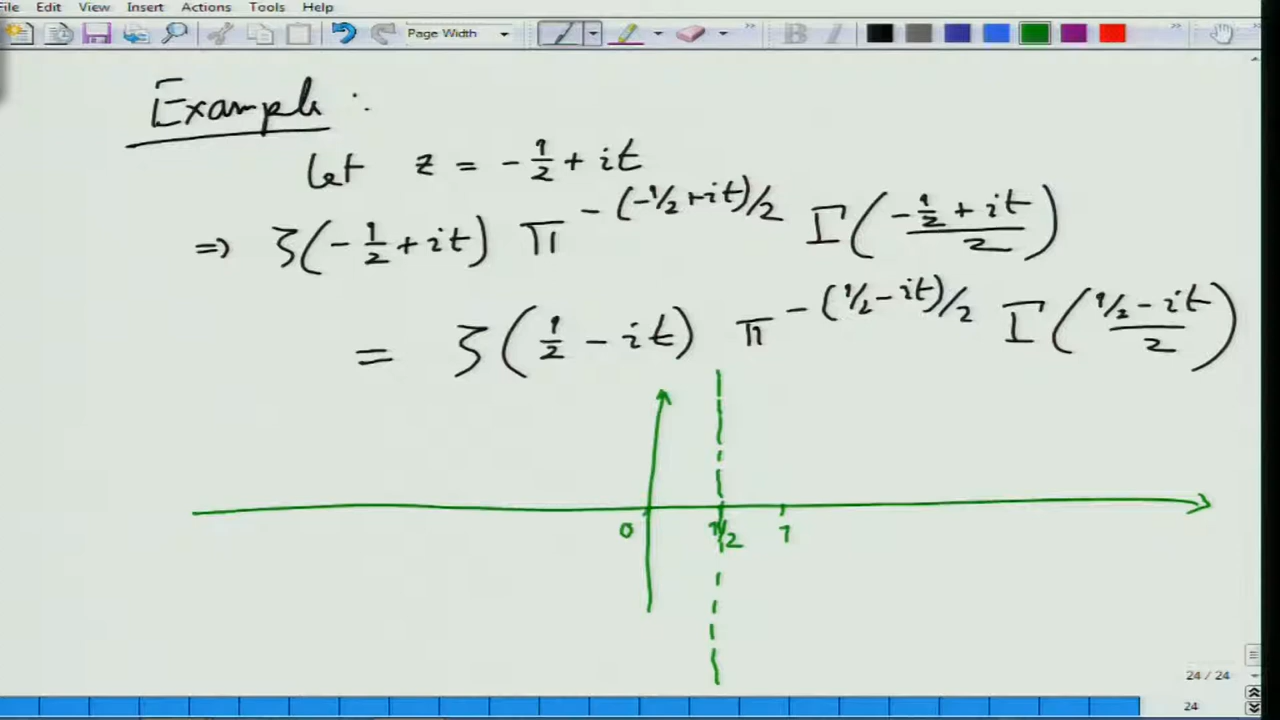 File Edit View Insert Actions Tools Help
Page Width
Example :
Let z = -1/2 + it
⇒ ζ(-1/2 + it) π^{-(-1/2+it)/2} Γ((-1/2 + it)/2)
= ζ(1/2 - it) π^{-(1/2-it)/2} Γ((1/2 - it)/2)
0 1/2 1
24 / 24
24